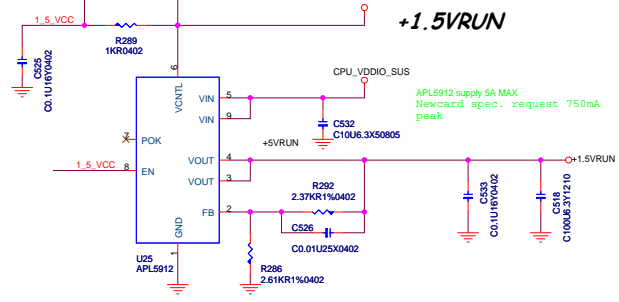 +1.5VRUN
1_5_VCC
R289
1KR0402
C525
C0.1U16Y0402
CPU_VDDIO_SUS
APL5912 supply 5A MAX
Newcard spec. request 750mA
peak
6
VCNTL
VIN
5
VIN
9
C532
C10U6.3X50805
7
POK
+5VRUN
1_5_VCC
8
EN
VOUT
4
VOUT
3
+1.5VRUN
R292
2.37KR1%0402
C533
C0.1U16Y0402
C518
C100U6.3Y1210
FB
2
C526
C0.01U25X0402
GND
1
U25
APL5912
R286
2.61KR1%0402